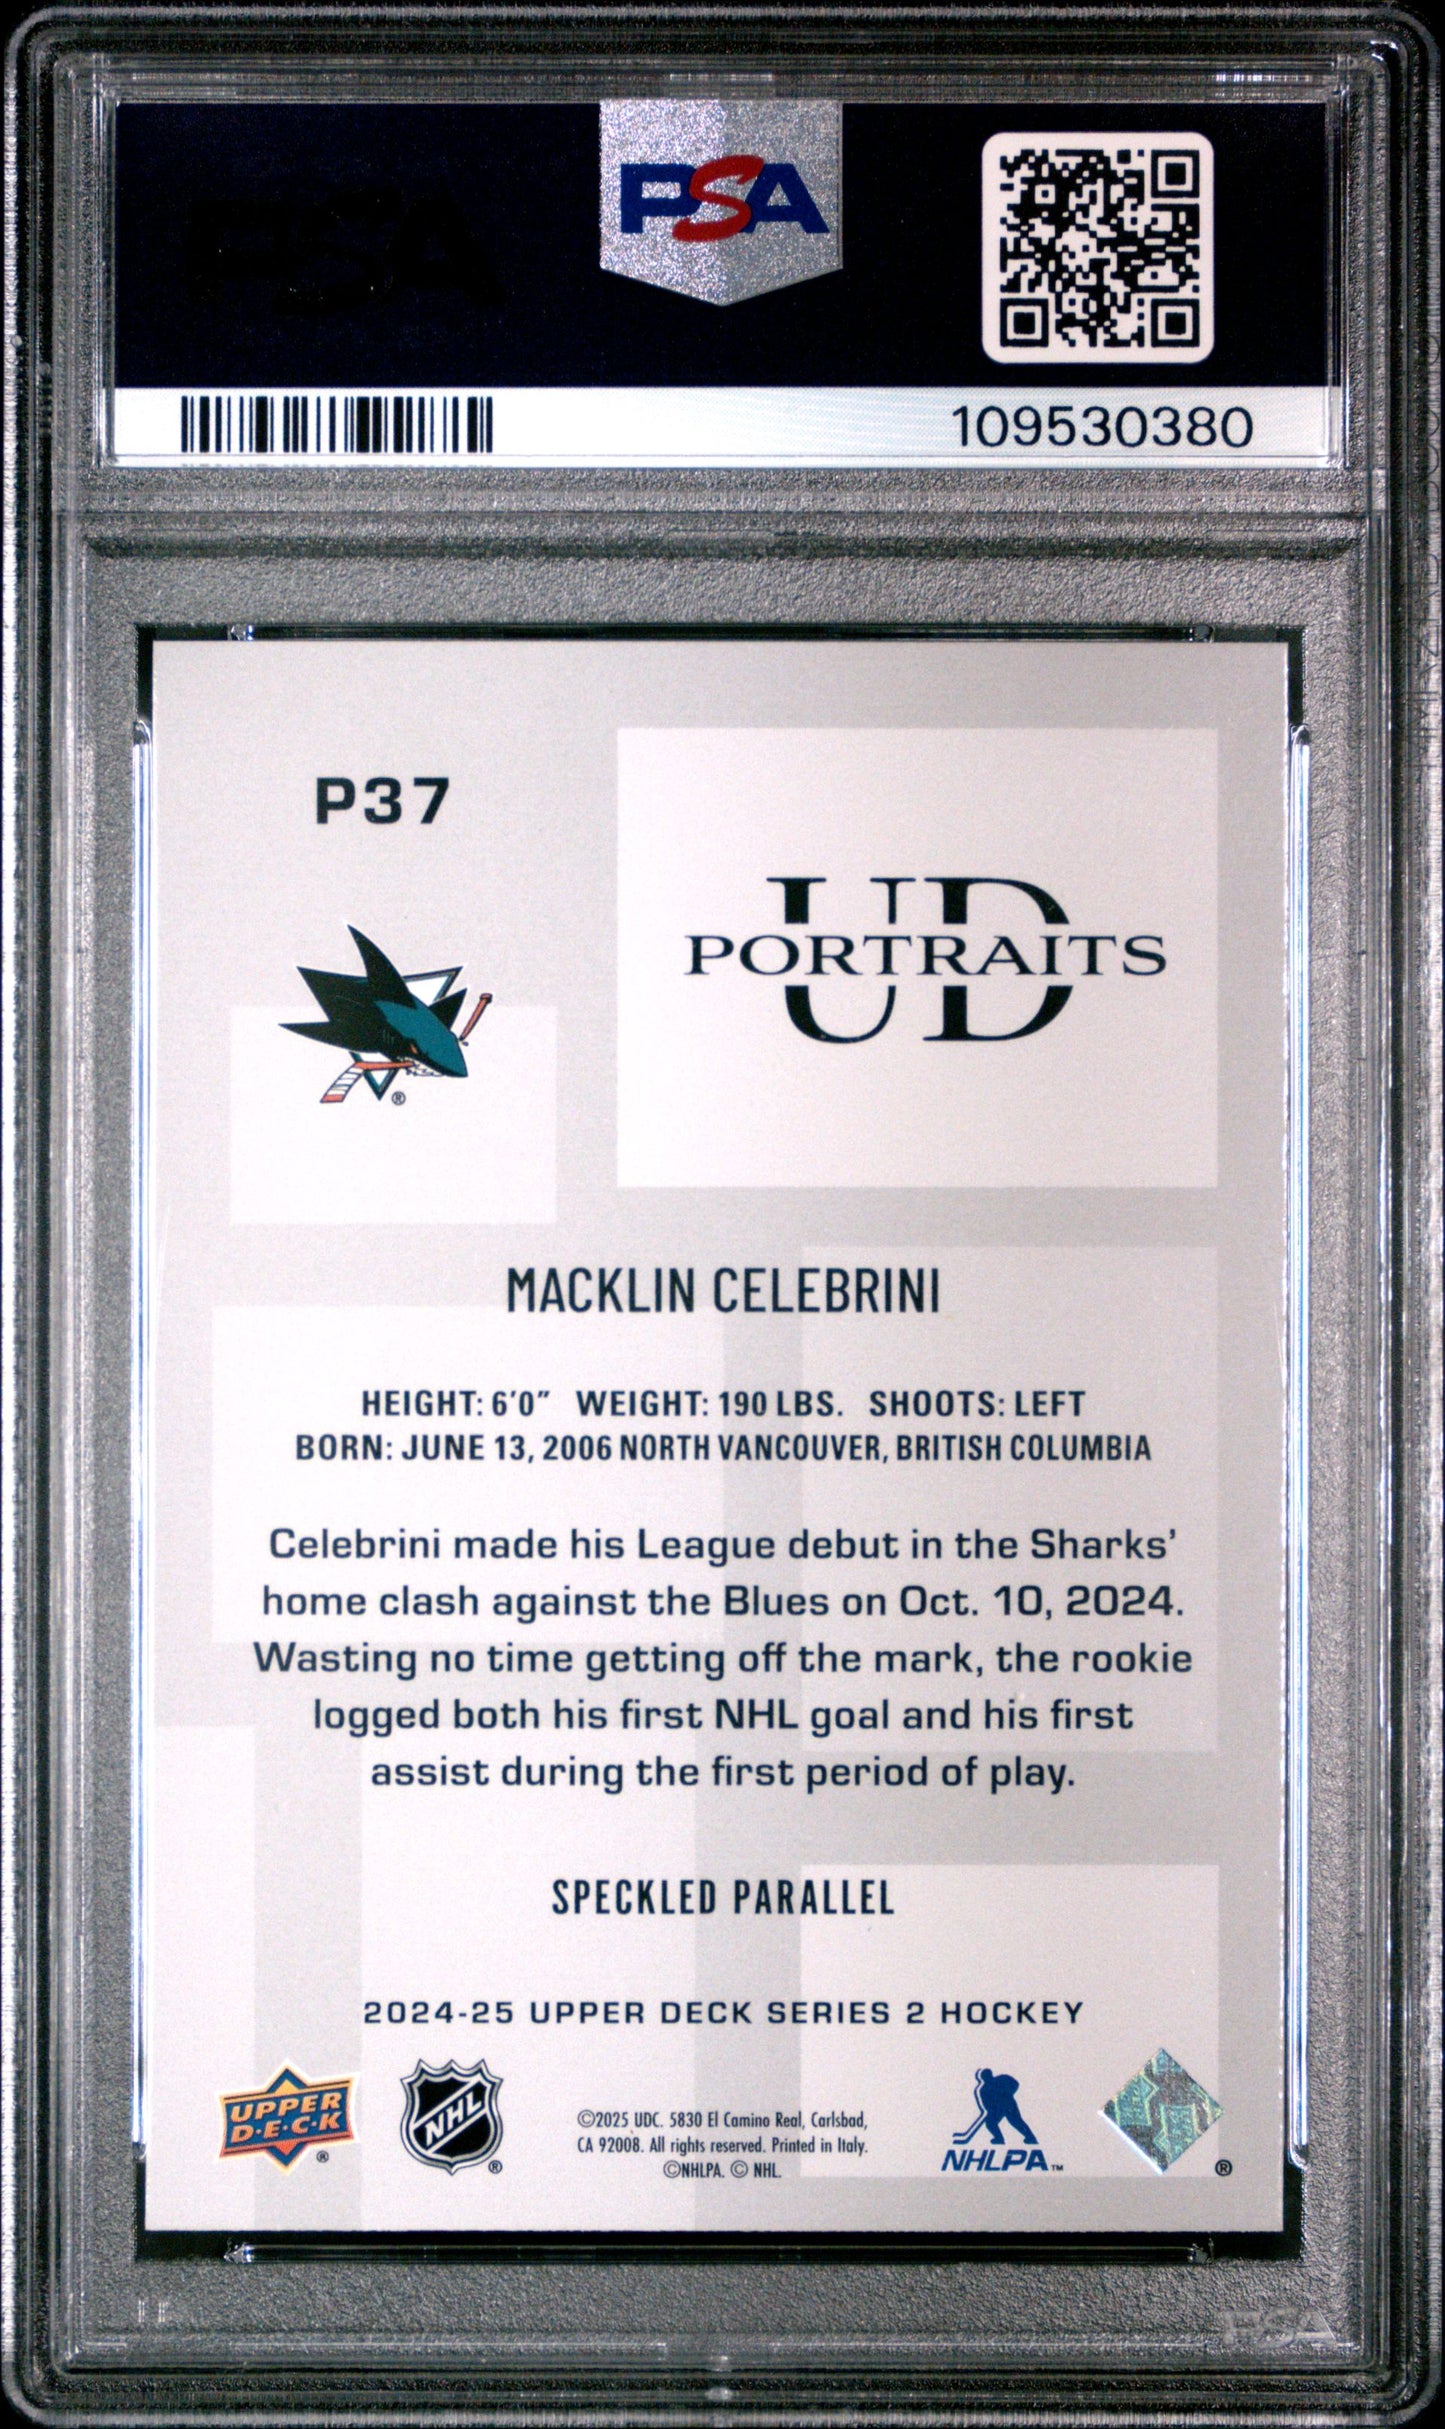 PSA
109530380
P37
UD
PORTRAITS
®
MACKLIN CELEBRINI
HEIGHT: 6'0" WEIGHT: 190 LBS. SHOOTS: LEFT
BORN: JUNE 13, 2006 NORTH VANCOUVER, BRITISH COLUMBIA
Celebrini made his League debut in the Sharks'
home clash against the Blues on Oct. 10, 2024.
Wasting no time getting off the mark, the rookie
logged both his first NHL goal and his first
assist during the first period of play.
SPECKLED PARALLEL
2024-25 UPPER DECK SERIES 2 HOCKEY
UPPER
D·E·C·K
®
NHL
®
©2025 UDC. 5830 El Camino Real, Carlsbad,
CA 92008. All rights reserved. Printed in Italy.
©NHLPA. © NHL.
NHLPA™
®
PSA